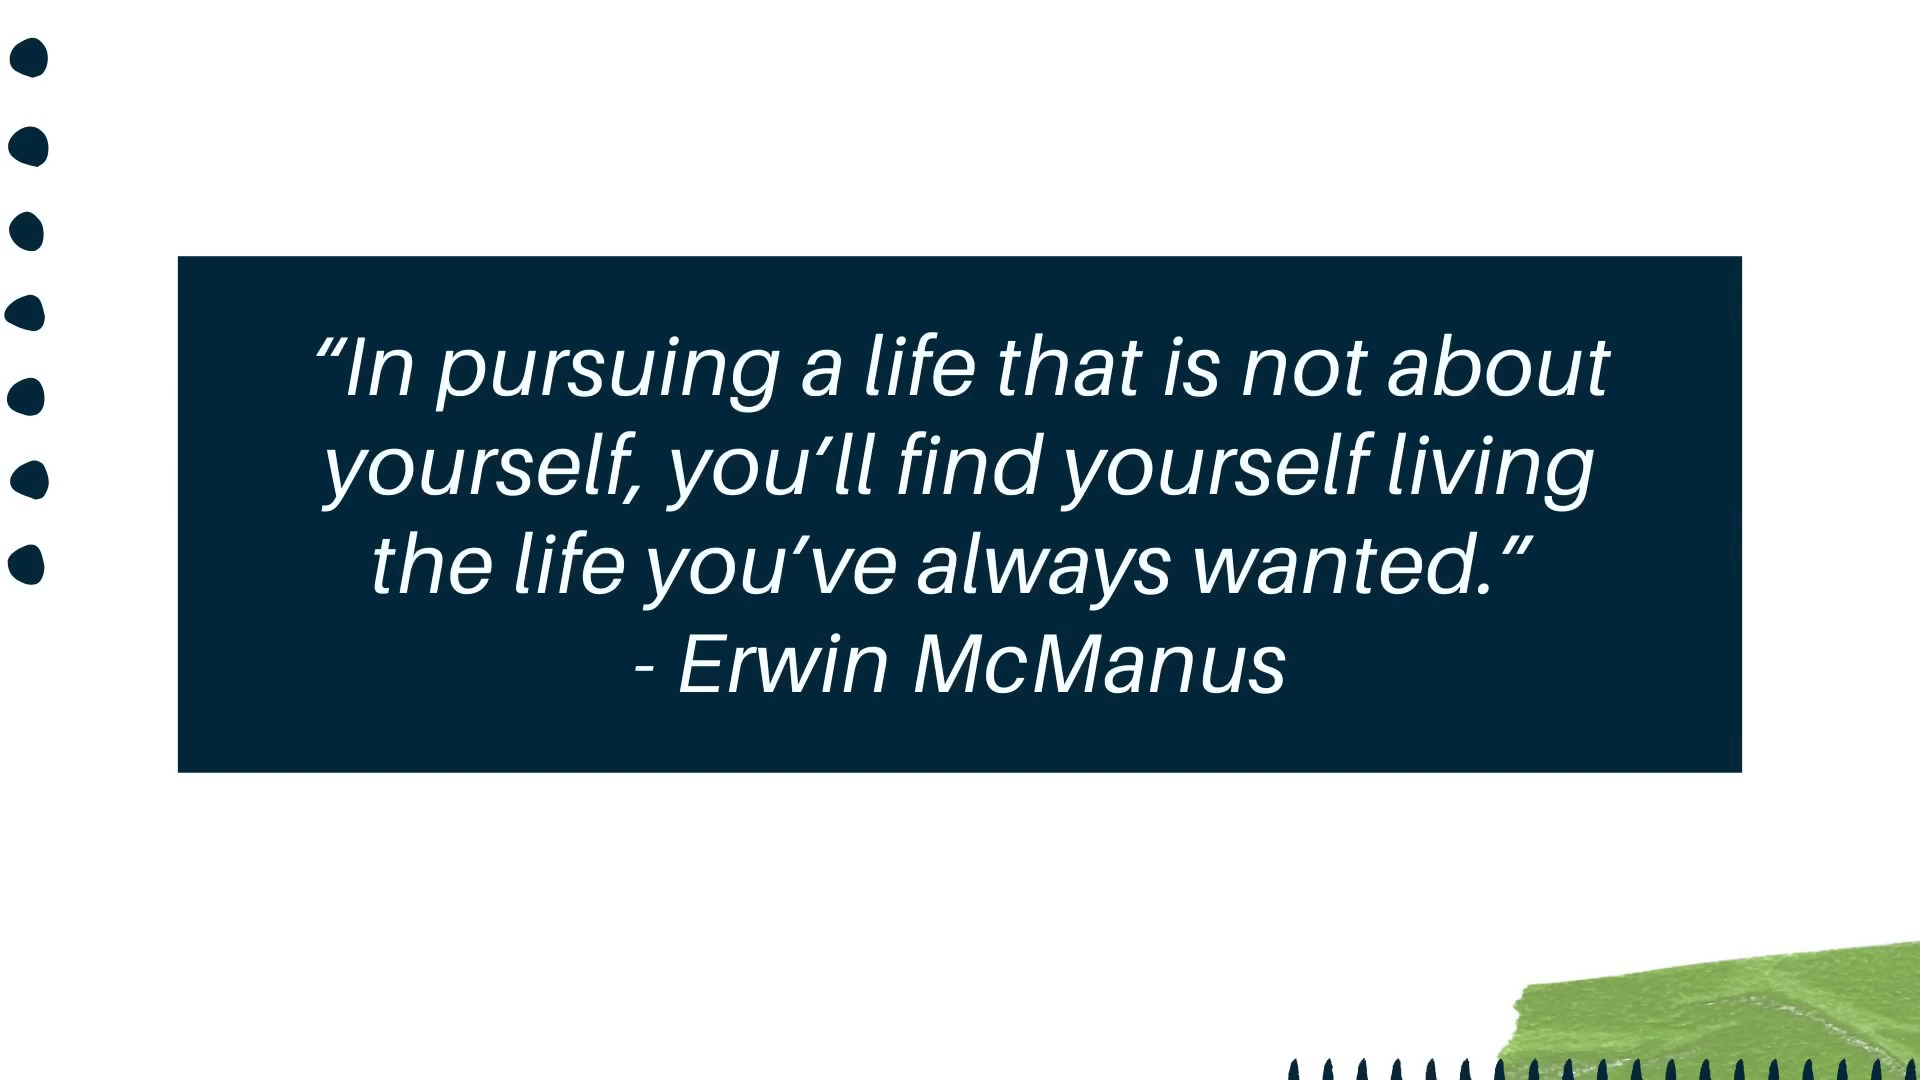 “In pursuing a life that is not about
yourself, you’ll find yourself living
the life you’ve always wanted.”
- Erwin McManus